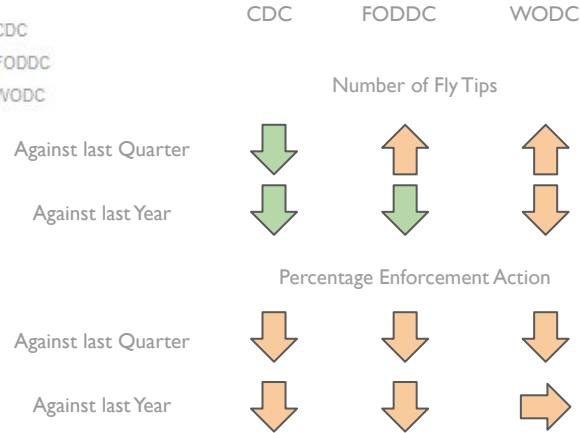 CDC FODDC WODC
CDC
FODDC
WODC
Number of Fly Tips
Against last Quarter
Against last Year
Percentage Enforcement Action
Against last Quarter
Against last Year